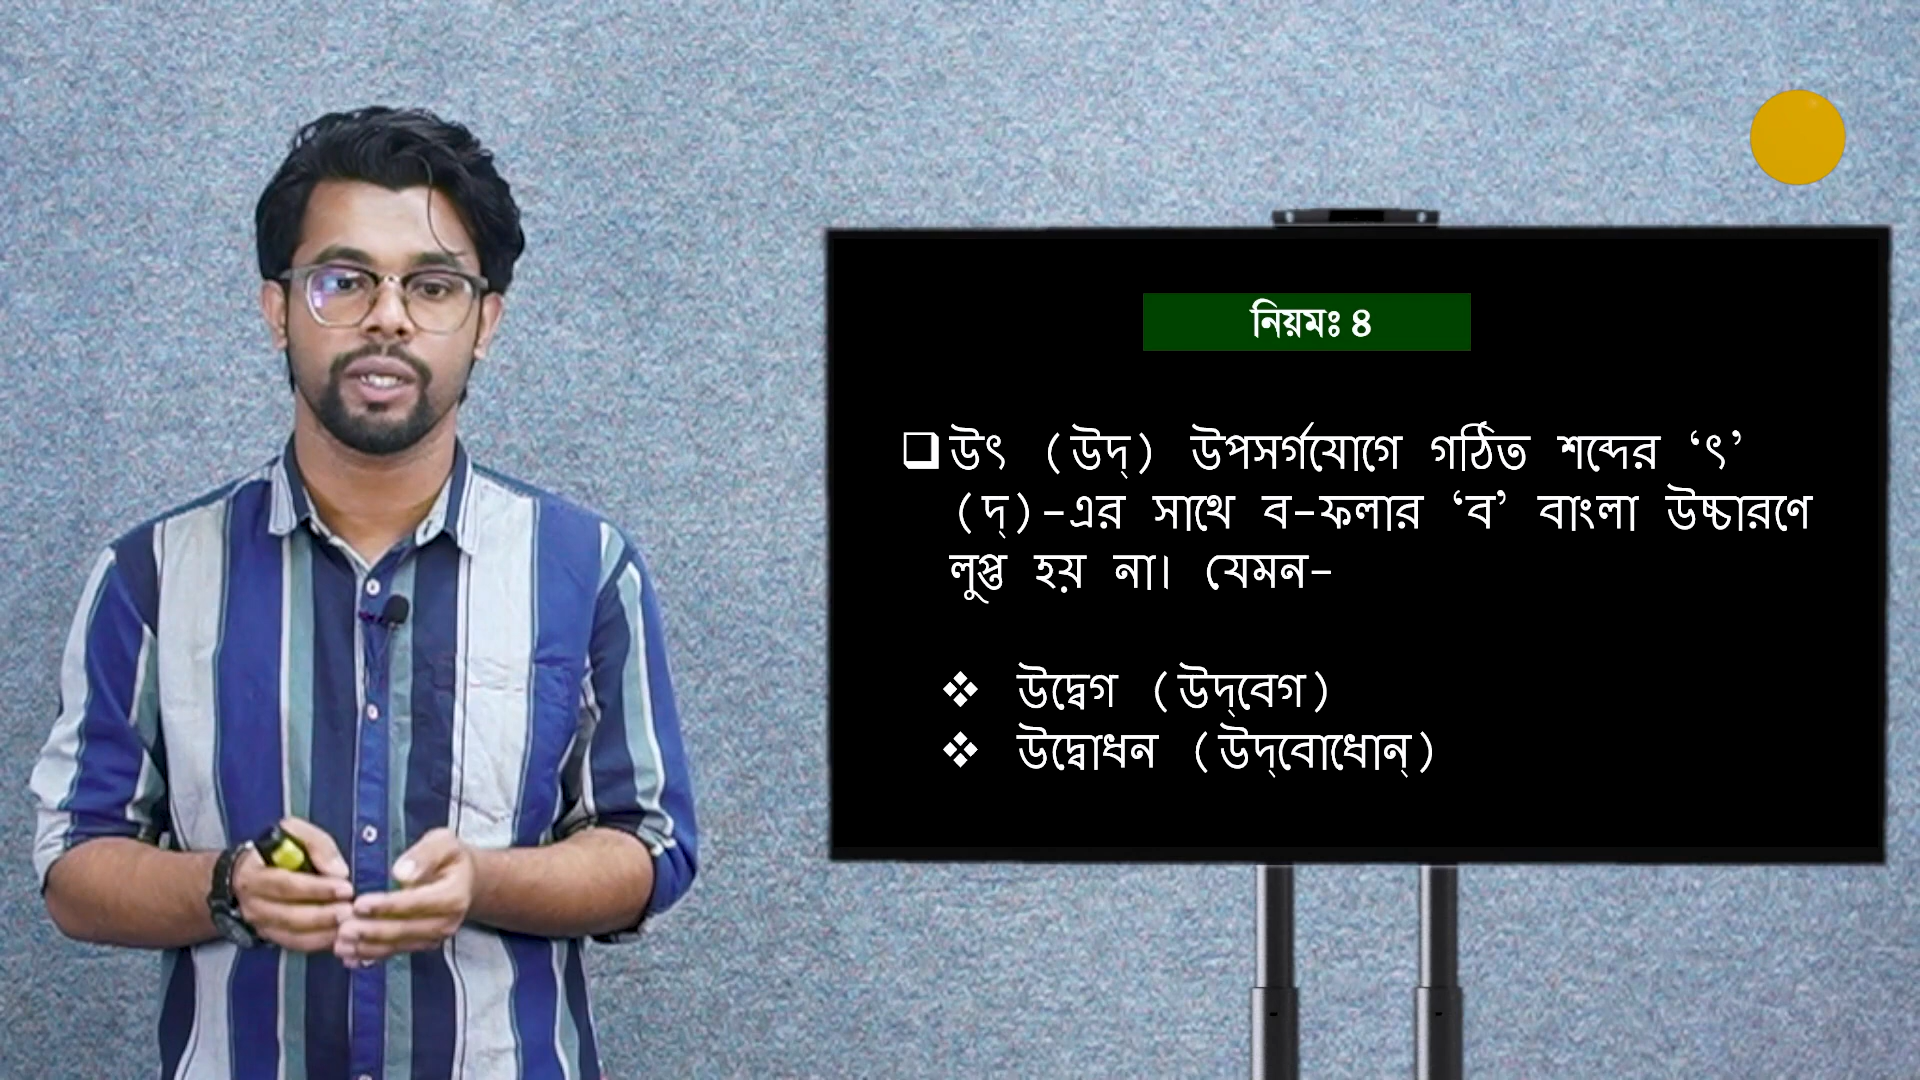 নিয়মঃ ৪
উৎ (উদ্) উপসর্গযোগে গঠিত শব্দের ‘ৎ’
(দ্)-এর সাথে ব-ফলার ‘ব’ বাংলা উচ্চারণে
লুপ্ত হয় না। যেমন-
❖ উদ্বেগ (উদ্‌বেগ)
❖ উদ্বোধন (উদ্‌বোধোন্)